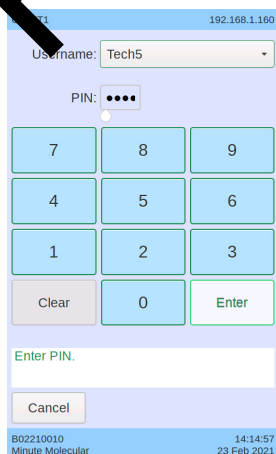 192.168.1.160
Username: Tech5
PIN: ••••
7 8 9
4 5 6
1 2 3
Clear 0 Enter
Enter PIN.
Cancel
B02210010 14:14:57
Minute Molecular 23 Feb 2021